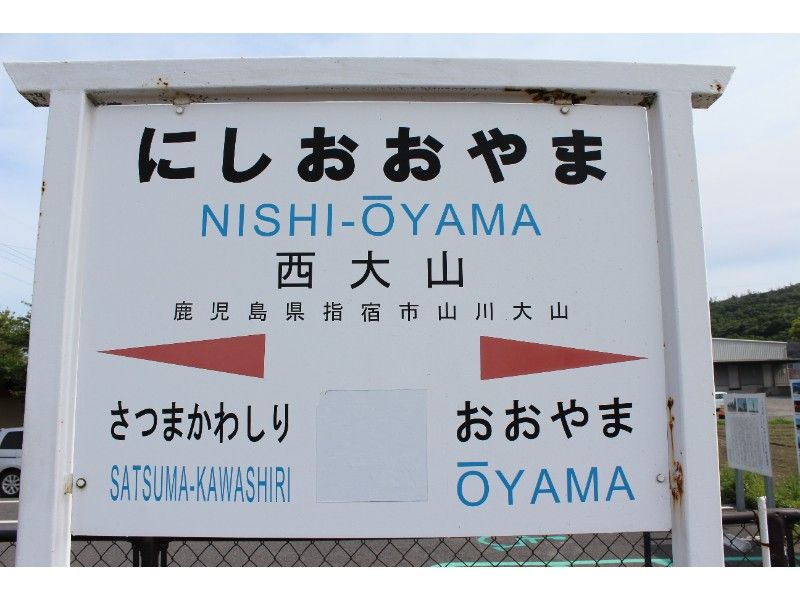 にしおおやま
NISHI-ŌYAMA
西大山
鹿児島県指宿市山川大山
さつまかわしり
おおやま
SATSUMA-KAWASHIRI
ŌYAMA